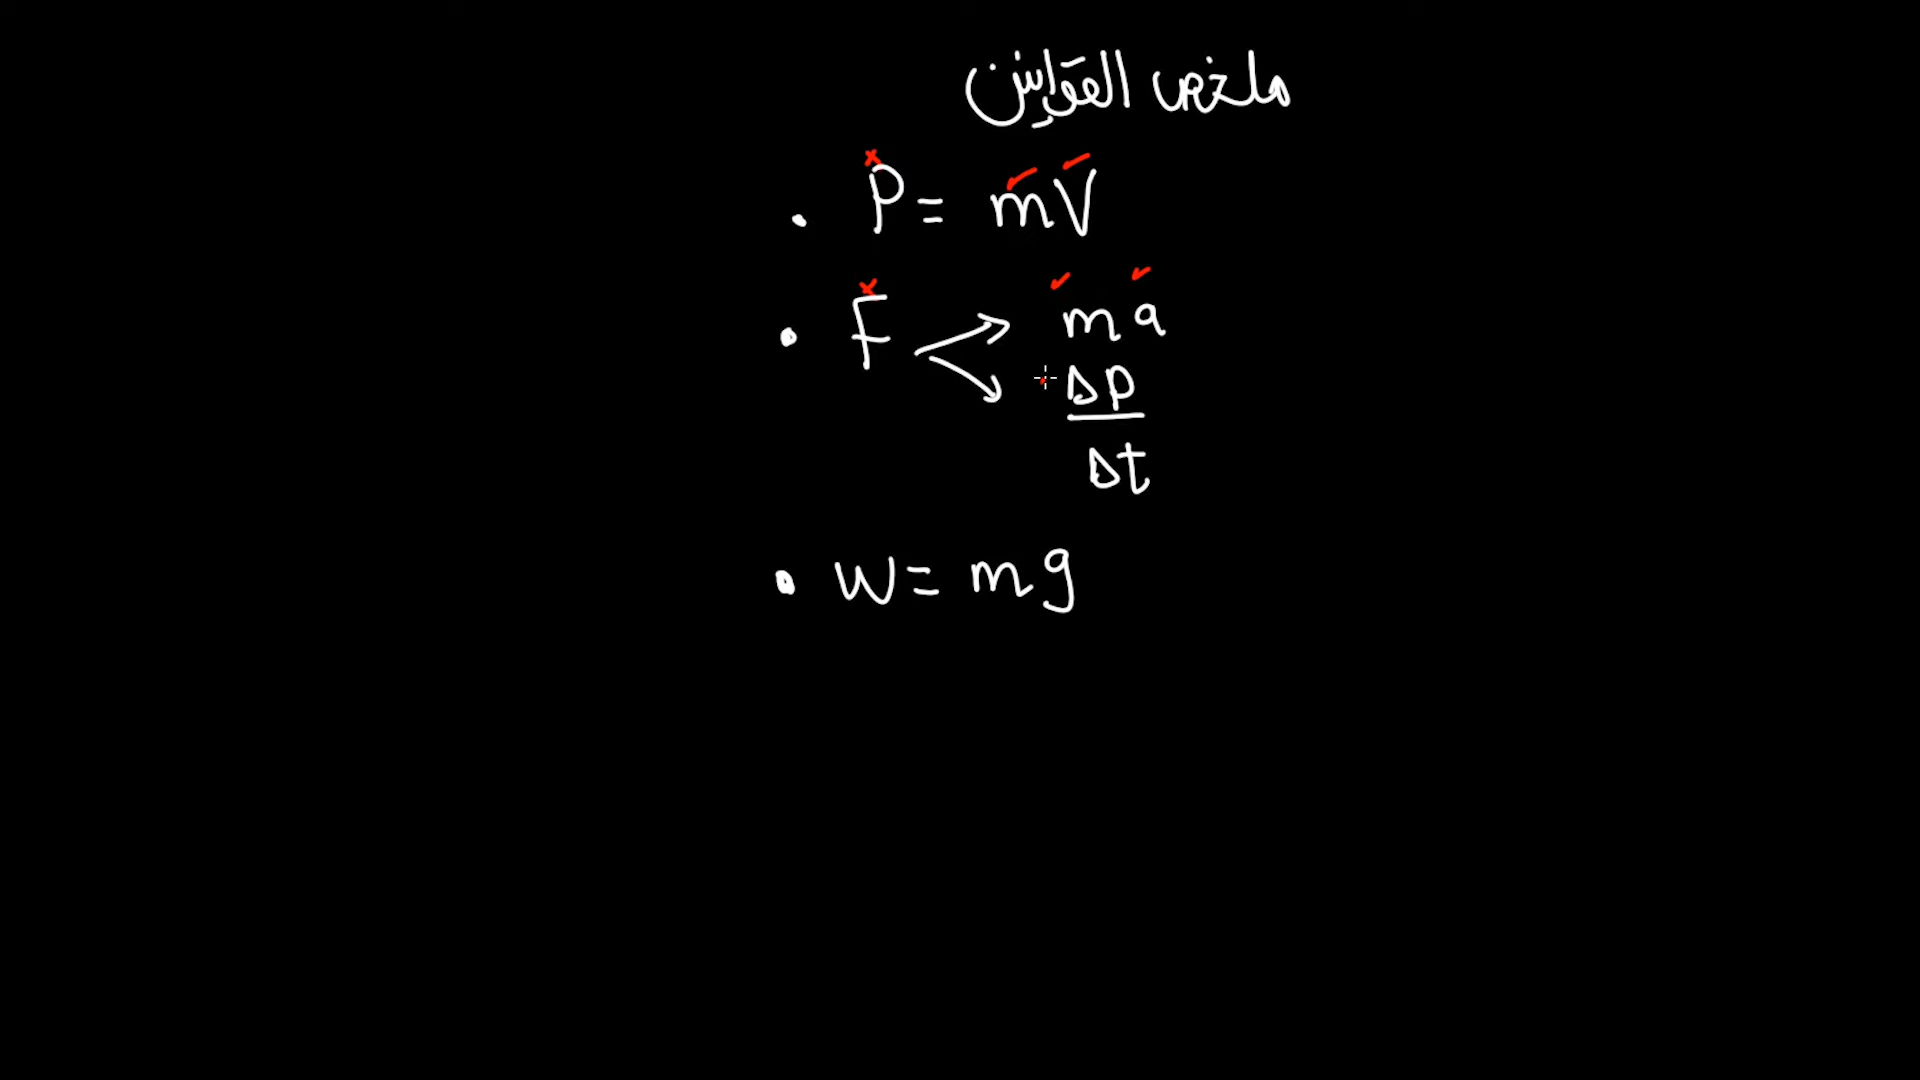 ملخص القوانين
• P = mV
• F → ma
→ Δp
Δt
• W = mg